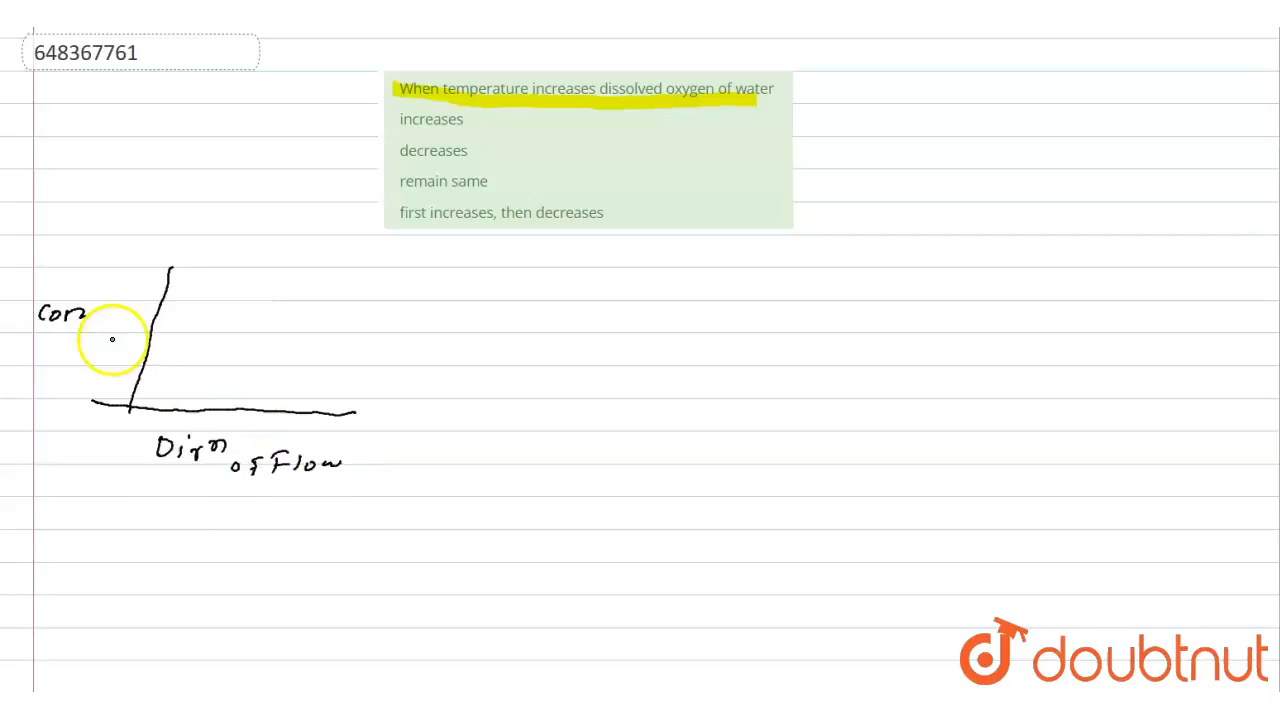 648367761
When temperature increases dissolved oxygen of water
increases
decreases
remain same
first increases, then decreases
Dirn
of Flow
doubtnut